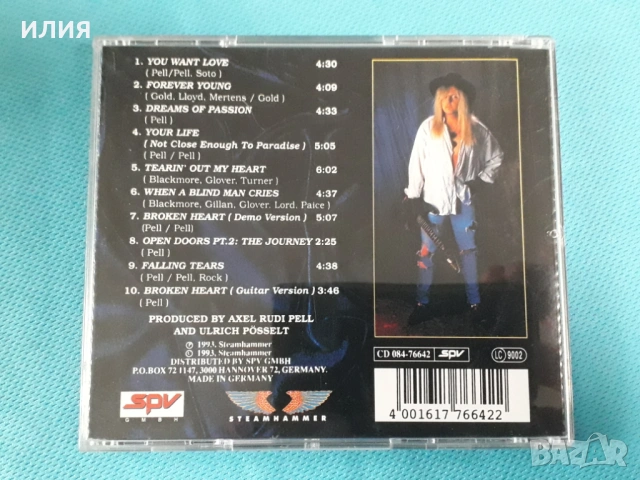 илия
1. YOU WANT LOVE 4:30
( Pell/Pell. Soto )
2. FOREVER YOUNG 4:09
( Gold, Lloyd, Mertens / Gold )
3. DREAMS OF PASSION 4:33
( Pell )
4. YOUR LIFE
( Not Close Enough To Paradise ) 5:05
( Pell / Pell )
5. TEARIN' OUT MY HEART 6:02
( Blackmore, Glover, Turner )
6. WHEN A BLIND MAN CRIES 4:37
( Blackmore, Gillan, Glover, Lord, Paice )
7. BROKEN HEART ( Demo Version ) 5:07
(Pell / Pell)
8. OPEN DOORS PT.2: THE JOURNEY 2:25
( Pell )
9. FALLING TEARS 4:38
( Pell / Pell, Rock )
10. BROKEN HEART ( Guitar Version ) 3:46
( Pell )
PRODUCED BY AXEL RUDI PELL
AND ULRICH PÖSSELT
℗ 1993, Steamhammer
© 1993, Steamhammer
DISTRIBUTED BY SPV GMBH
P.O.BOX 72 1147, 3000 HANNOVER 72, GERMANY.
MADE IN GERMANY
CD 084-76642 SPV LC 9002
4 001617 766422
SPV
GMBH
STEAMHAMMER
BAZAR
bg